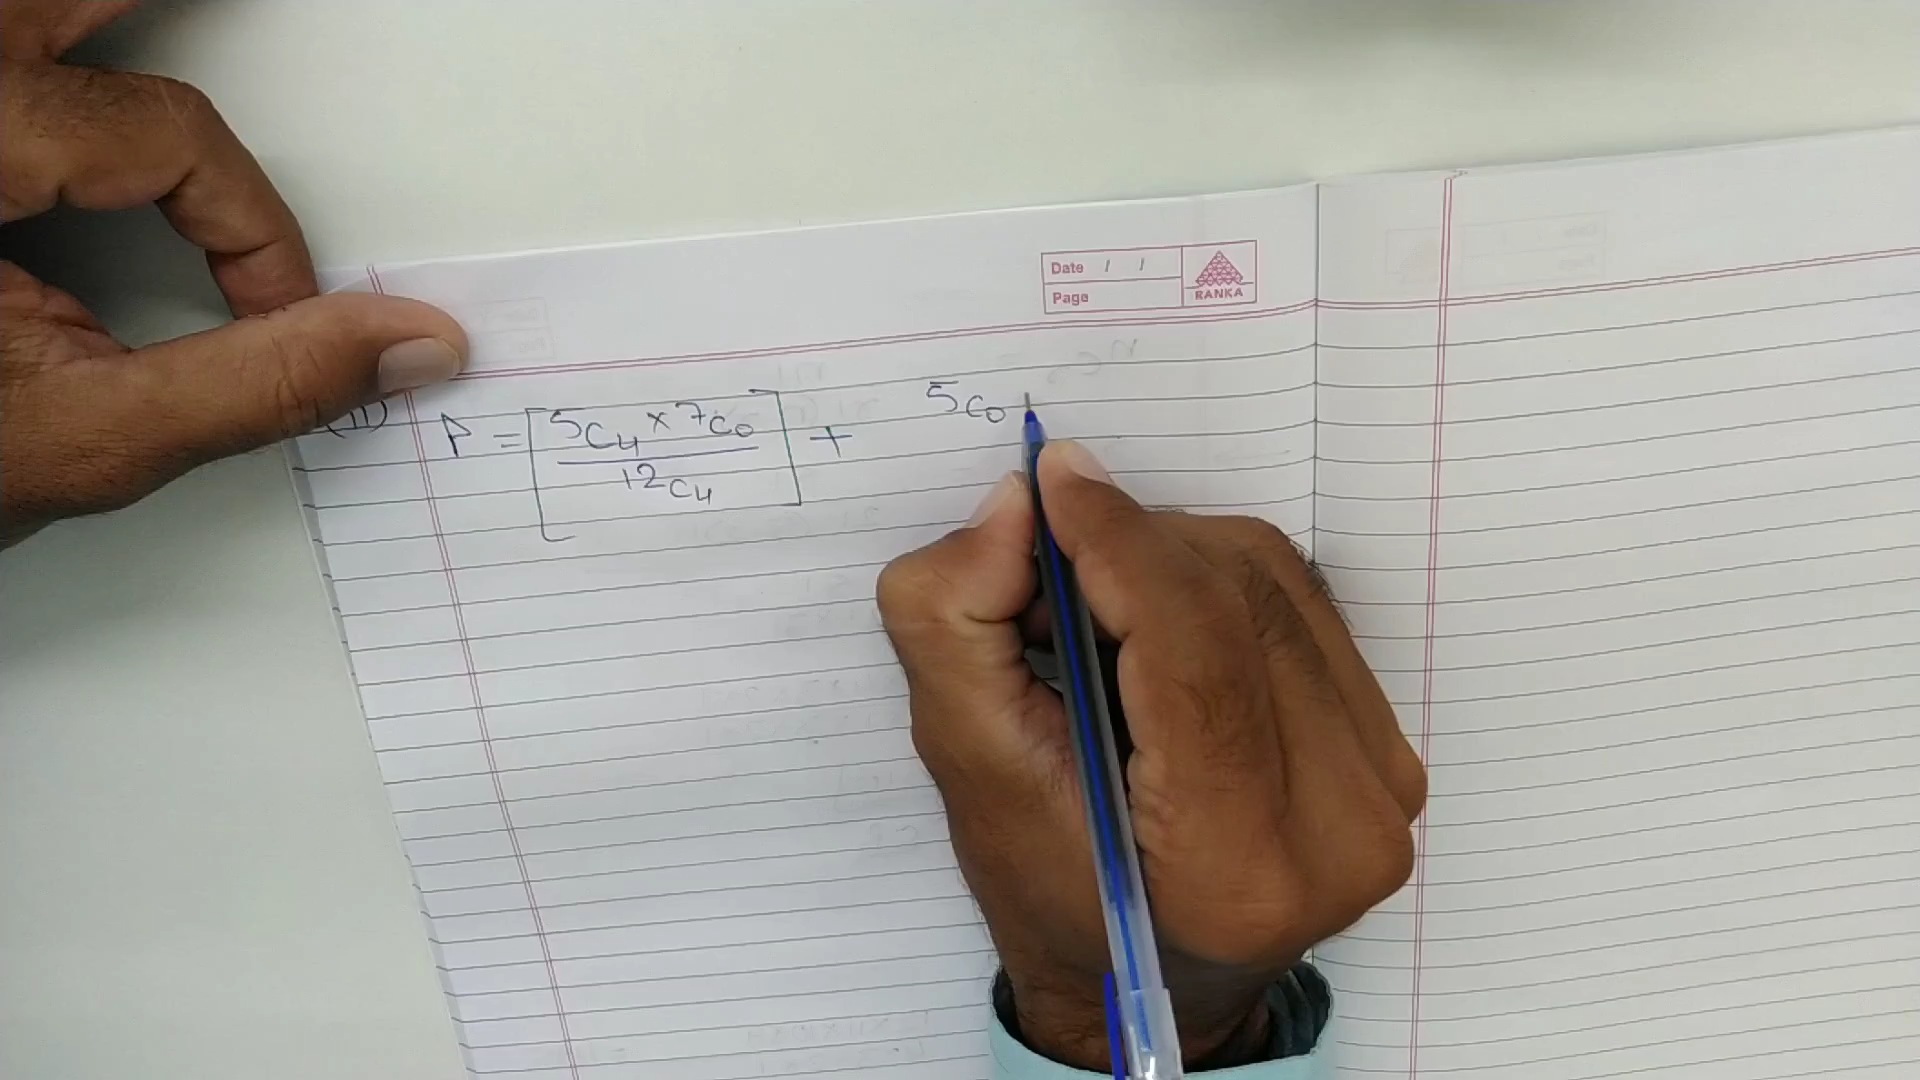 Date / /
Page
RANKA
(II) P = [5C4 x 7C0 / 12C4] + 5C0